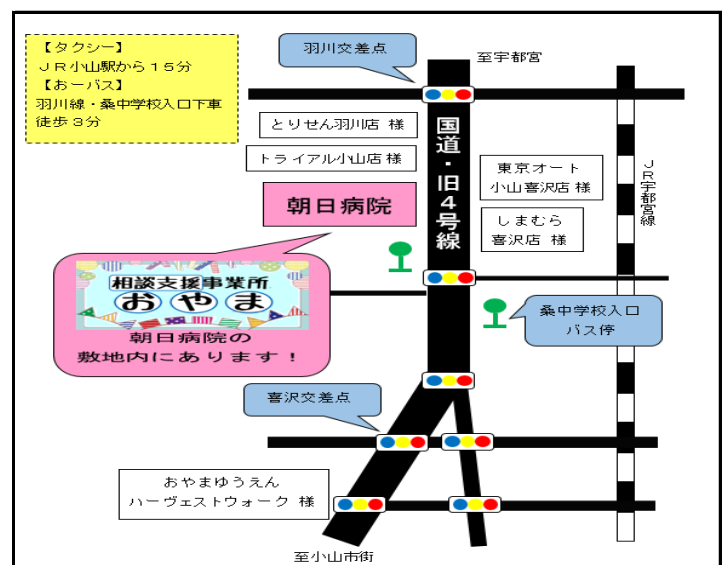 【タクシー】
ＪＲ小山駅から１５分
【おーバス】
羽川線・桑中学校入口下車
徒歩３分
羽川交差点
至宇都宮
とりせん羽川店 様
トライアル小山店 様
朝日病院
国道・旧４号線
東京オート
小山喜沢店 様
しまむら
喜沢店 様
ＪＲ宇都宮線
相談支援事業所
おやま
朝日病院の
敷地内にあります！
桑中学校入口
バス停
喜沢交差点
おやまゆうえん
ハーヴェストウォーク 様
至小山市街